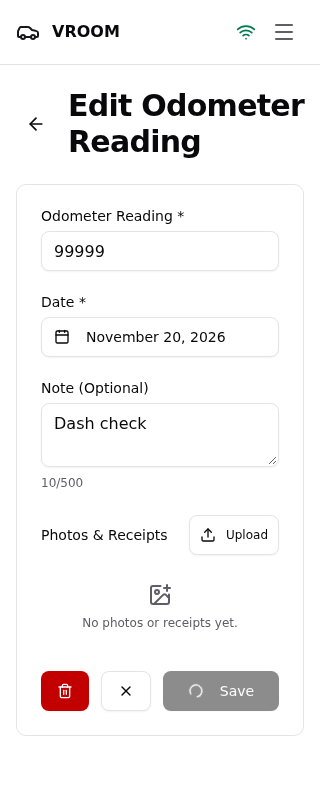 VROOM
Edit Odometer
Reading
Odometer Reading *
99999
Date *
November 20, 2026
Note (Optional)
Dash check
10/500
Photos & Receipts
Upload
No photos or receipts yet.
Save